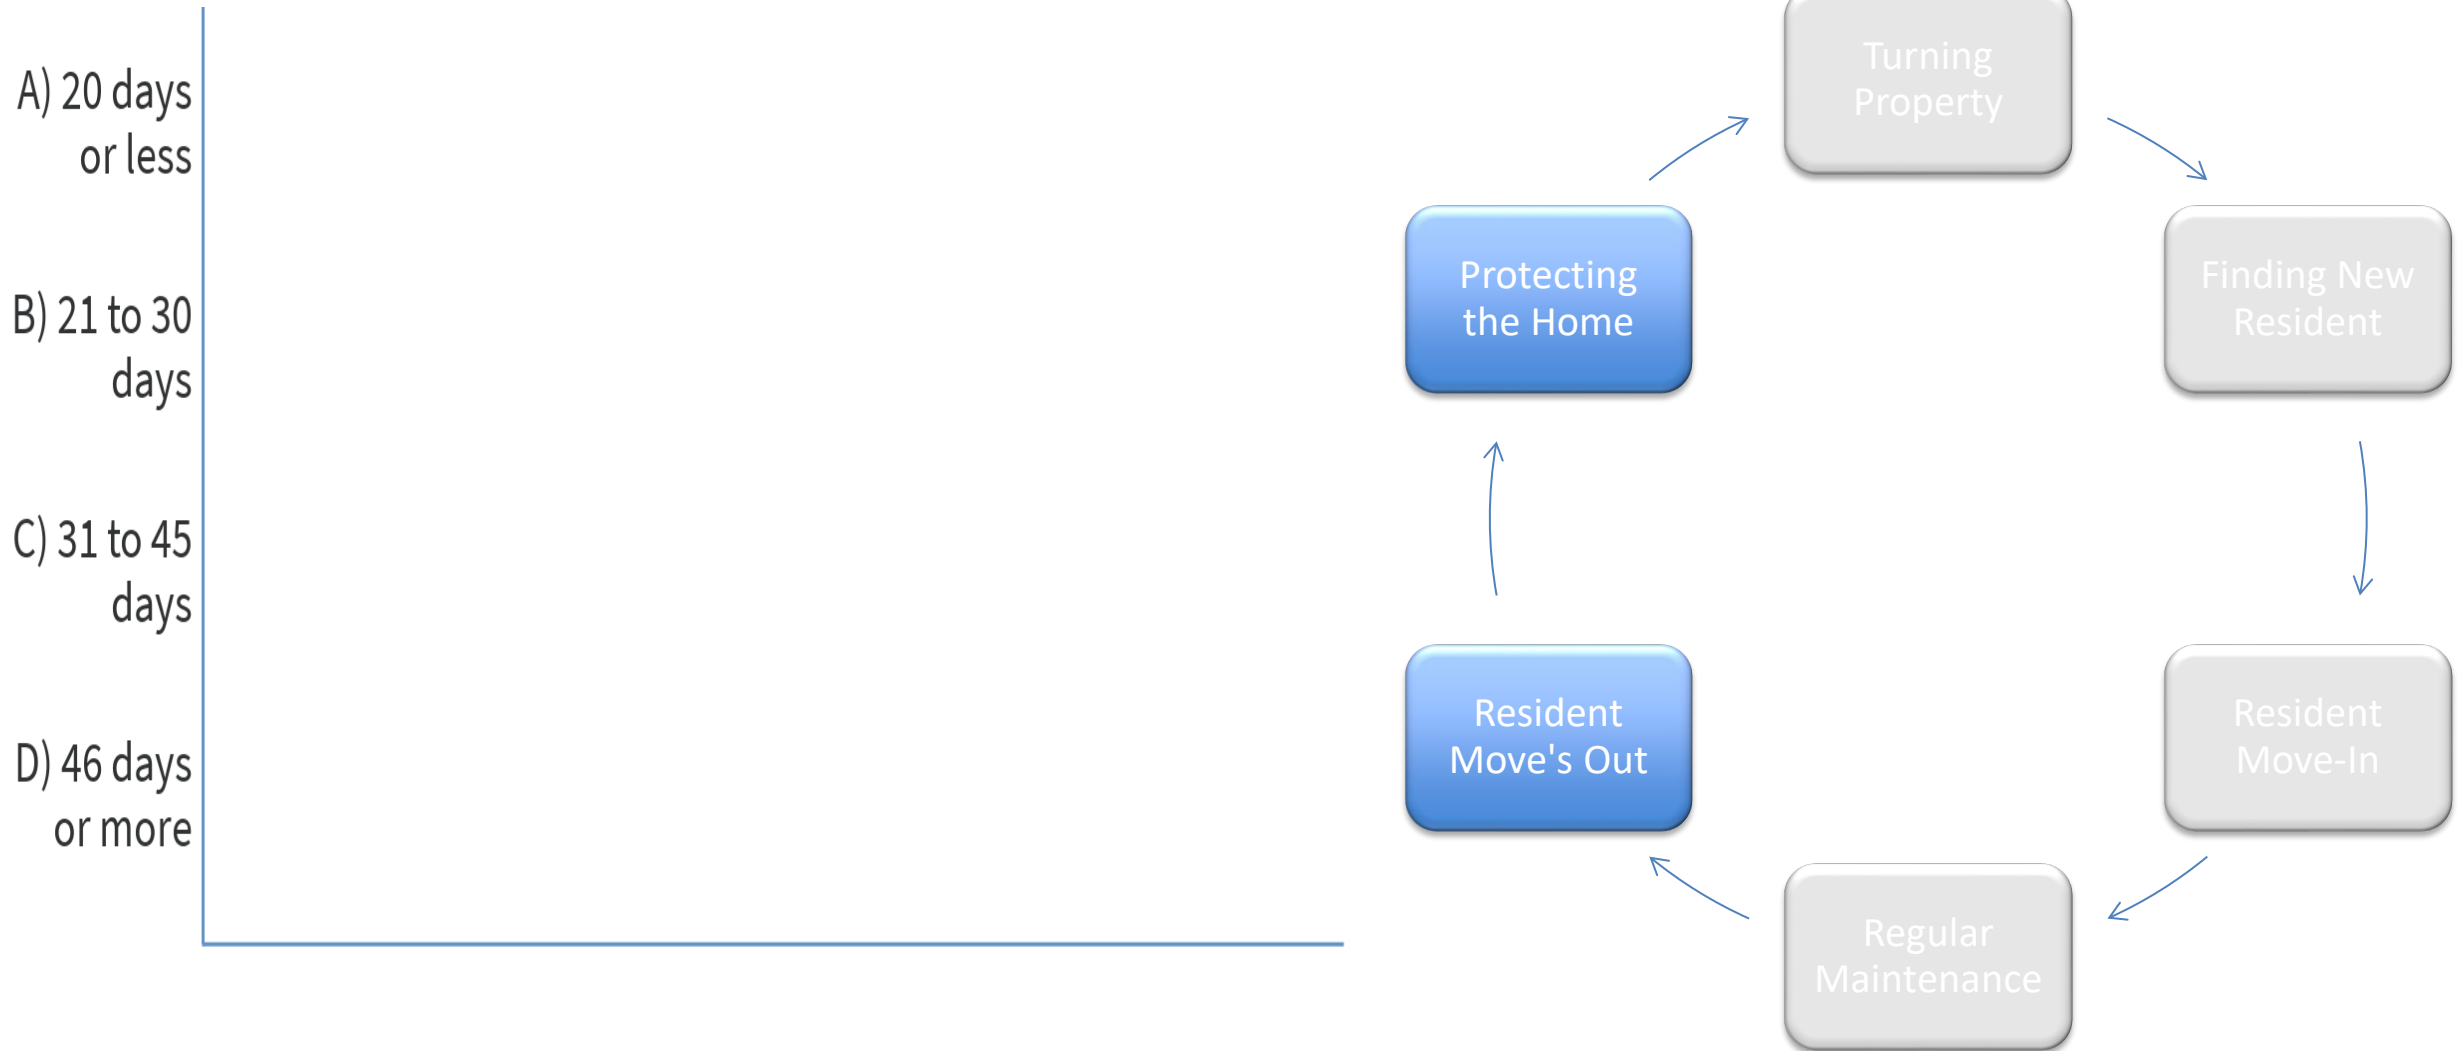 A) 20 days
or less
B) 21 to 30
days
C) 31 to 45
days
D) 46 days
or more
Turning
Property
Finding New
Resident
Resident
Move-In
Regular
Maintenance
Resident
Move's Out
Protecting
the Home